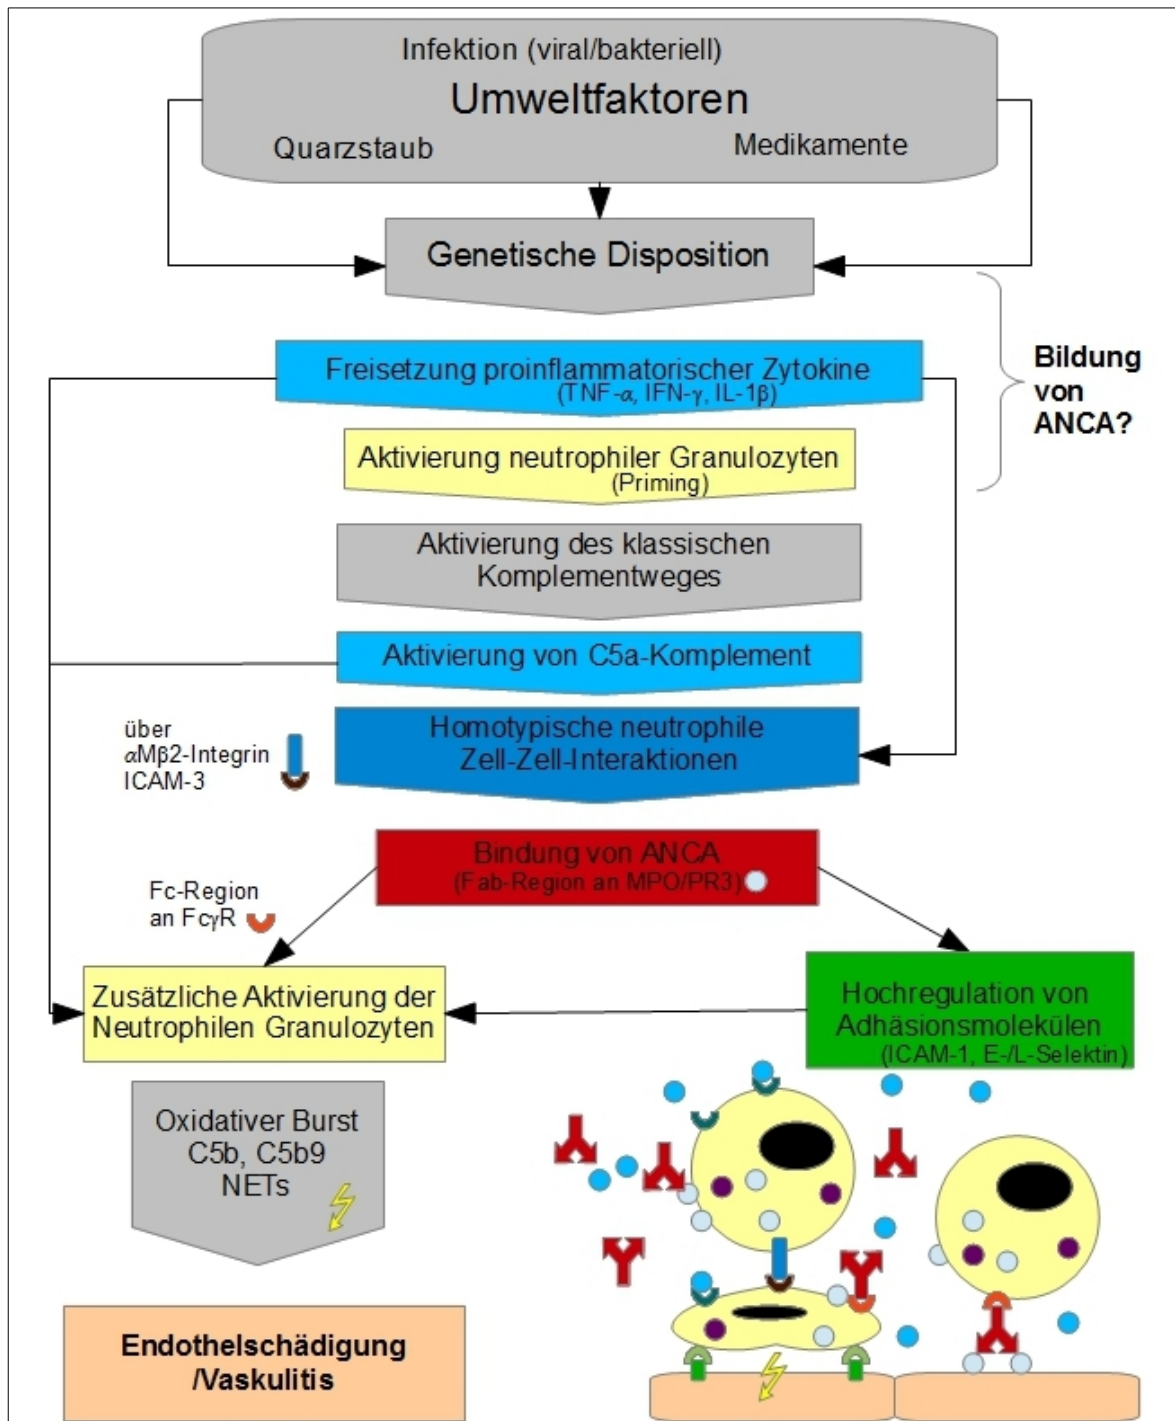 Infektion (viral/bakteriell)
Umweltfaktoren
Quarzstaub
Medikamente
Genetische Disposition
Freisetzung proinflammatorischer Zytokine
(TNF-α, IFN-γ, IL-1β)
Bildung
von
ANCA?
Aktivierung neutrophiler Granulozyten
(Priming)
Aktivierung des klassischen
Komplementweges
Aktivierung von C5a-Komplement
über
αMβ2-Integrin
ICAM-3
Homotypische neutrophile
Zell-Zell-Interaktionen
Bindung von ANCA
(Fab-Region an MPO/PR3)
Fc-Region
an FcγR
Zusätzliche Aktivierung der
Neutrophilen Granulozyten
Hochregulation von
Adhäsionsmolekülen
(ICAM-1, E-/L-Selektin)
Oxidativer Burst
C5b, C5b9
NETs
Endothelschädigung
/Vaskulitis